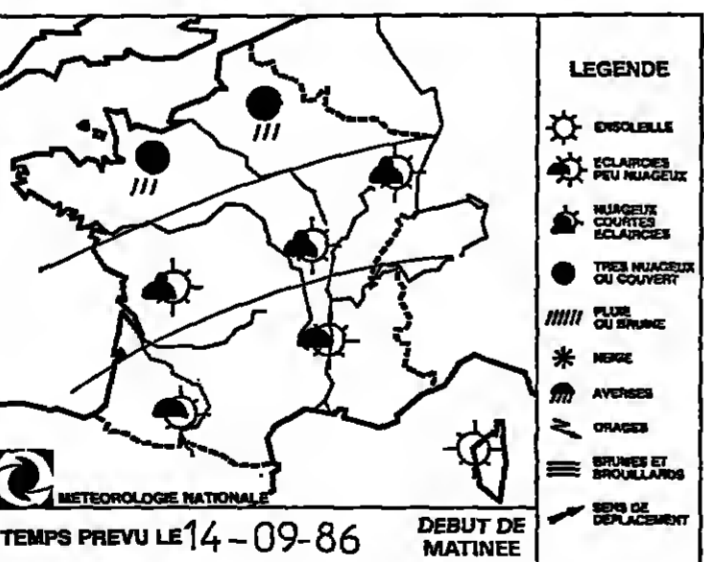 METEOROLOGIE NATIONALE
TEMPS PREVU LE 14-09-86
DEBUT DE
MATINEE
LEGENDE
ENSOLEILLE
ECLAIRCIES
PEU NUAGEUX
NUAGEUX
COURTES
ECLAIRCIES
TRES NUAGEUX
OU COUVERT
PLUIE
OU BRUINE
NEIGE
AVERSES
ORAGES
BRUMES ET
BROUILLARDS
SENS DE
DEPLACEMENT